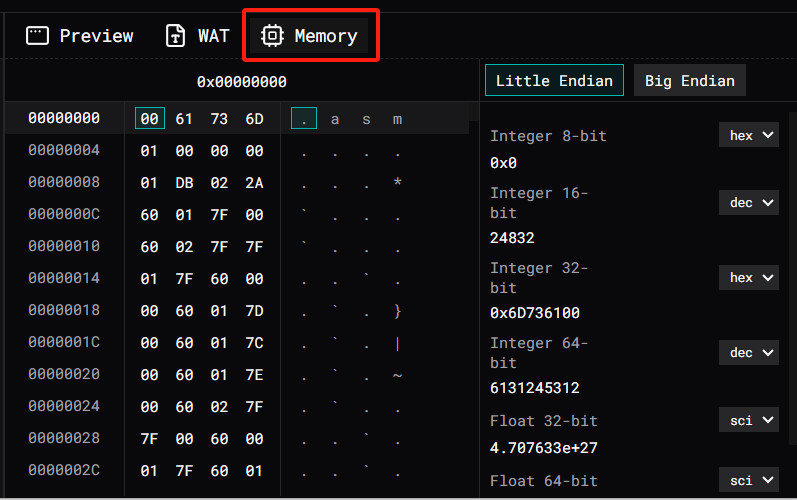 Preview WAT Memory
0x00000000 Little Endian Big Endian
00000000 00 61 73 6D . a s m
00000004 01 00 00 00 . . . .
00000008 01 DB 02 2A . . . *
0000000C 60 01 7F 00 ` . . .
00000010 60 02 7F 7F ` . . .
00000014 01 7F 60 00 . . ` .
00000018 00 60 01 7D . ` . }
0000001C 00 60 01 7C . ` . |
00000020 00 60 01 7E . ` . ~
00000024 00 60 02 7F . ` . .
00000028 7F 00 60 00 . . ` .
0000002C 01 7F 60 01 . . ` .
Integer 8-bit hex
0x0
Integer 16-
bit dec
24832
Integer 32-
bit hex
0x6D736100
Integer 64-
bit dec
6131245312
Float 32-bit sci
4.707633e+27
Float 64-bit sci